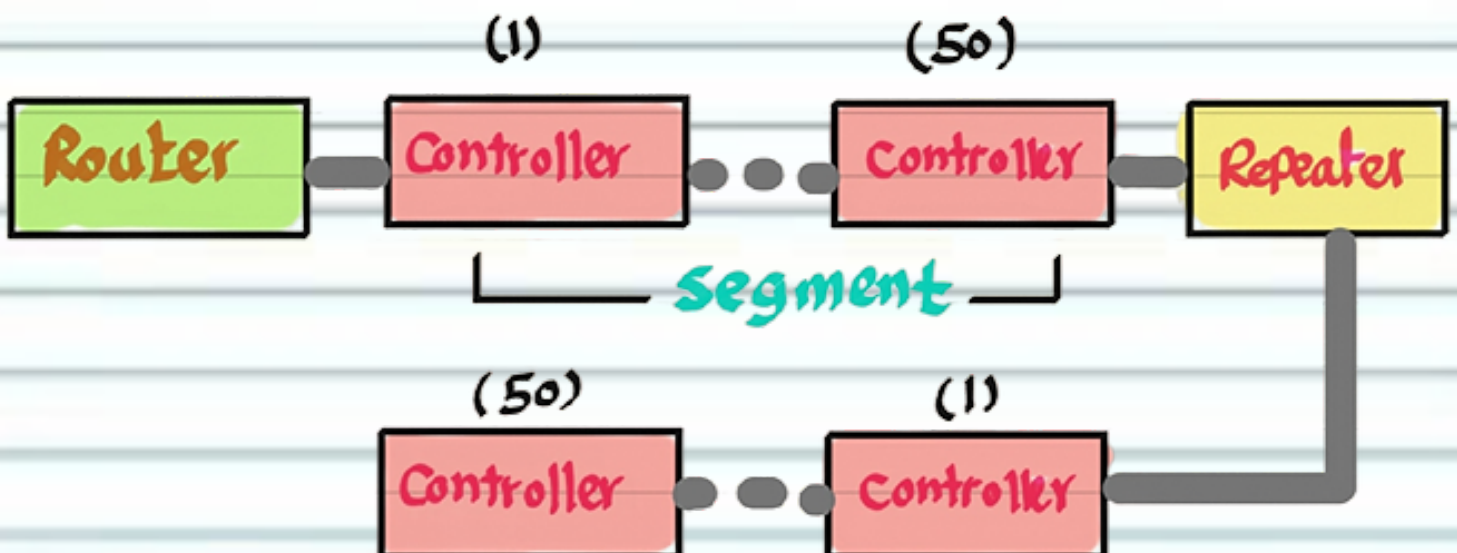 (1) (50)
Router Controller Controller Repeater
segment
(50) (1)
Controller Controller